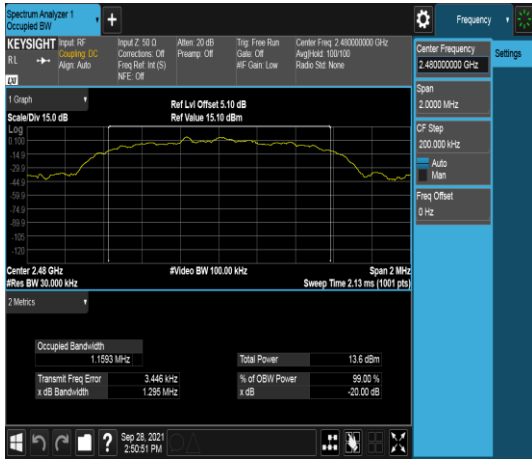 Spectrum Analyzer 1
Occupied BW
Frequency
KEYSIGHT
RL
LXI
Input: RF
Coupling: DC
Align: Auto
Input Z: 50 Ω
Corrections: Off
Freq Ref: Int (S)
NFE: Off
Atten: 20 dB
Preamp: Off
Trig: Free Run
Gate: Off
#IF Gain: Low
Center Freq: 2.480000000 GHz
Avg|Hold: 100/100
Radio Std: None
Center Frequency
2.480000000 GHz
Settings
Span
2.0000 MHz
CF Step
200.000 kHz
Auto
Man
Freq Offset
0 Hz
1 Graph
Scale/Div 15.0 dB
Ref Lvl Offset 5.10 dB
Ref Value 15.10 dBm
Log
0.100
-14.9
-29.9
-44.9
-59.9
-74.9
-89.9
-105
-120
Center 2.48 GHz
#Res BW 30.000 kHz
#Video BW 100.00 kHz
Span 2 MHz
Sweep Time 2.13 ms (1001 pts)
2 Metrics
Occupied Bandwidth
1.1593 MHz
Total Power 13.6 dBm
Transmit Freq Error 3.446 kHz
% of OBW Power 99.00 %
x dB Bandwidth 1.295 MHz
x dB -20.00 dB
?
Sep 28, 2021
2:50:51 PM